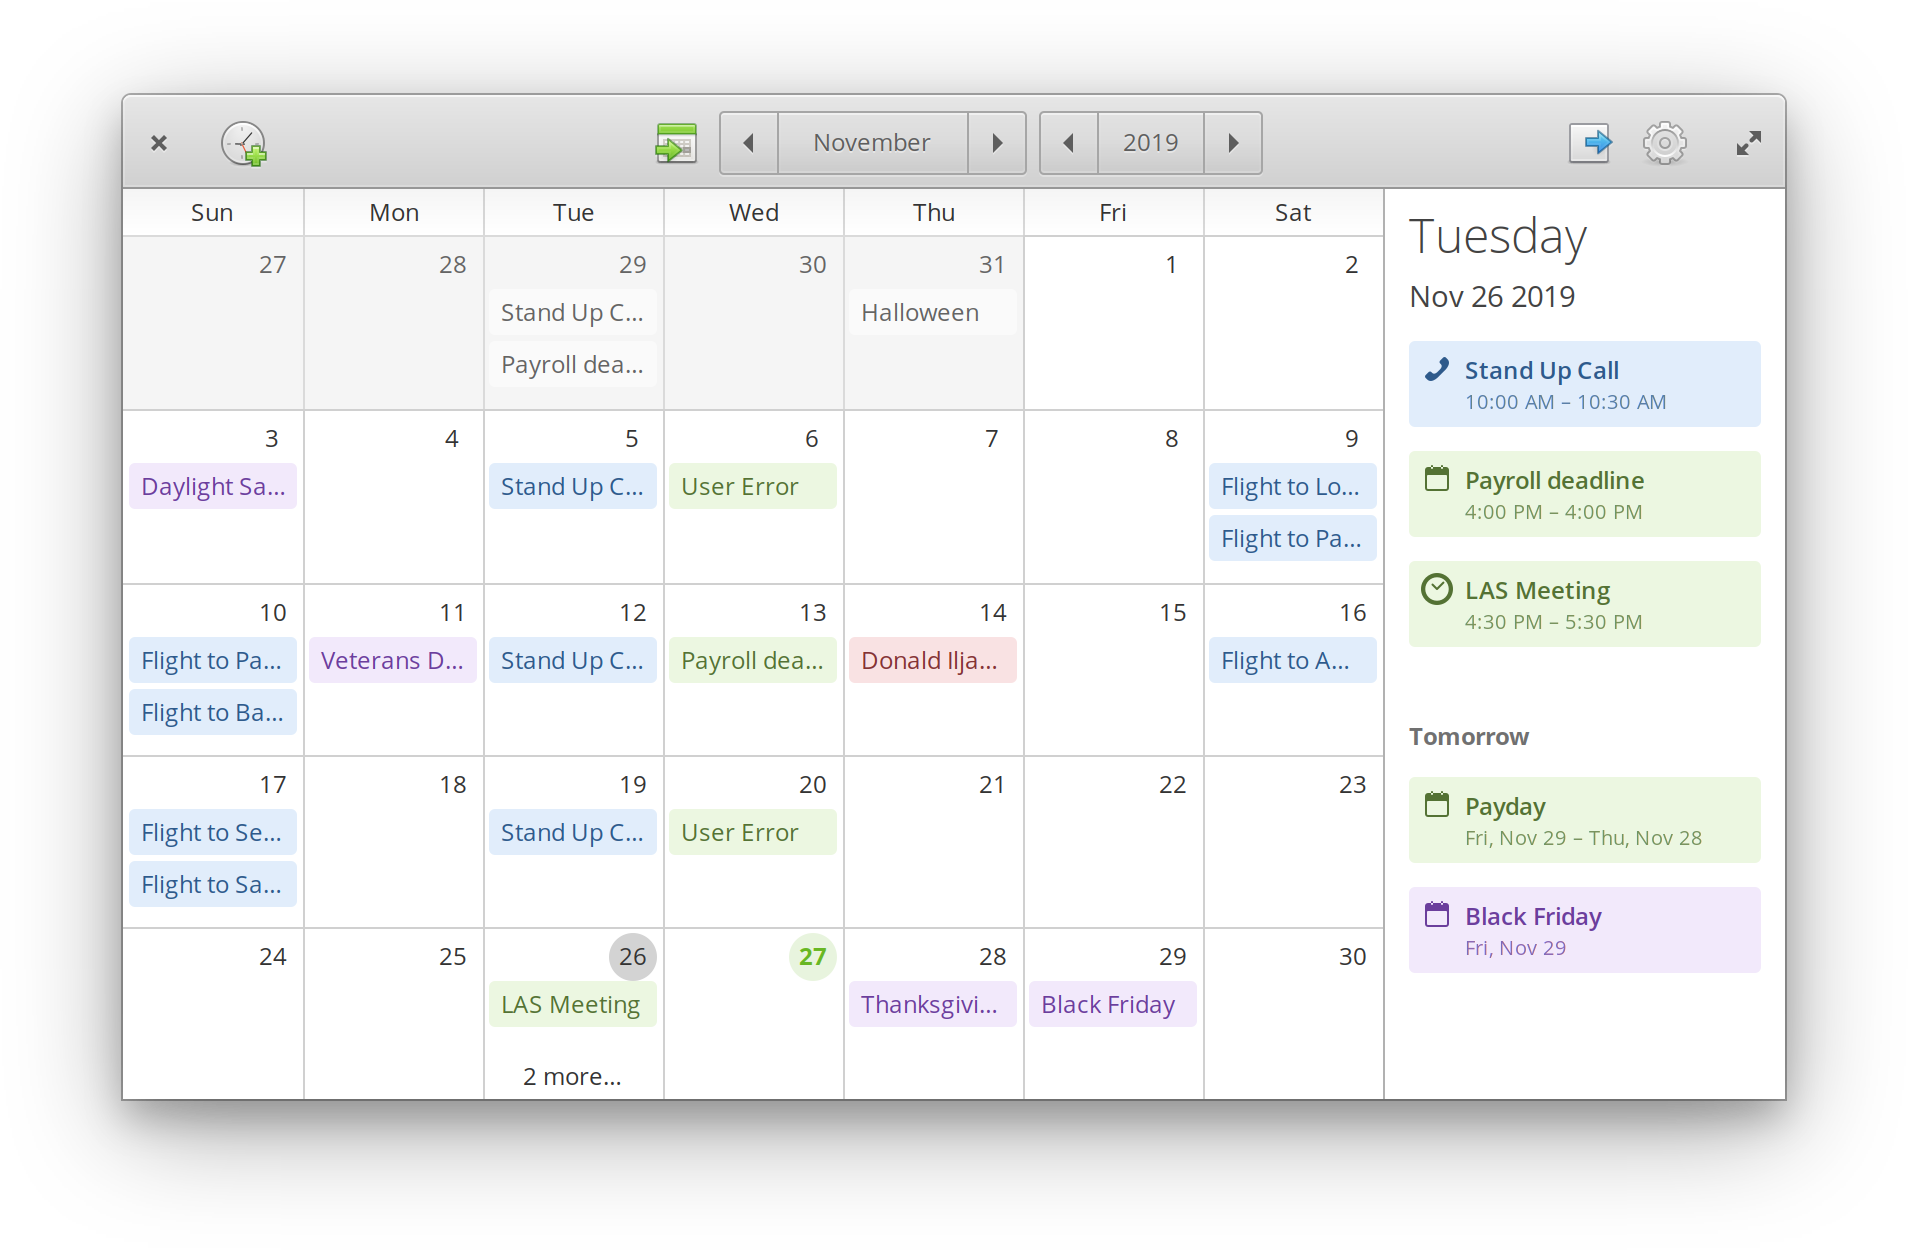 November
2019
Sun Mon Tue Wed Thu Fri Sat
27 28 29 30 31 1 2
Stand Up C... Halloween
Payroll dea...
3 4 5 6 7 8 9
Daylight Sa... Stand Up C... User Error Flight to Lo...
Flight to Pa...
10 11 12 13 14 15 16
Flight to Pa... Veterans D... Stand Up C... Payroll dea... Donald Ilja... Flight to A...
Flight to Ba...
17 18 19 20 21 22 23
Flight to Se... Stand Up C... User Error
Flight to Sa...
24 25 26 27 28 29 30
LAS Meeting Thanksgivi... Black Friday
2 more...
Tuesday
Nov 26 2019
Stand Up Call
10:00 AM – 10:30 AM
Payroll deadline
4:00 PM – 4:00 PM
LAS Meeting
4:30 PM – 5:30 PM
Tomorrow
Payday
Fri, Nov 29 – Thu, Nov 28
Black Friday
Fri, Nov 29